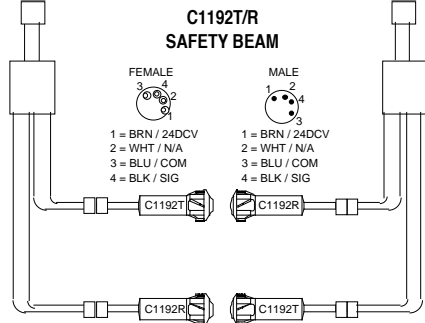 C1192T/R
SAFETY BEAM
FEMALE
3 4 2 1
1 = BRN / 24DCV
2 = WHT / N/A
3 = BLU / COM
4 = BLK / SIG
MALE
1 2 4 3
1 = BRN / 24DCV
2 = WHT / N/A
3 = BLU / COM
4 = BLK / SIG
C1192T
C1192R
C1192R
C1192T